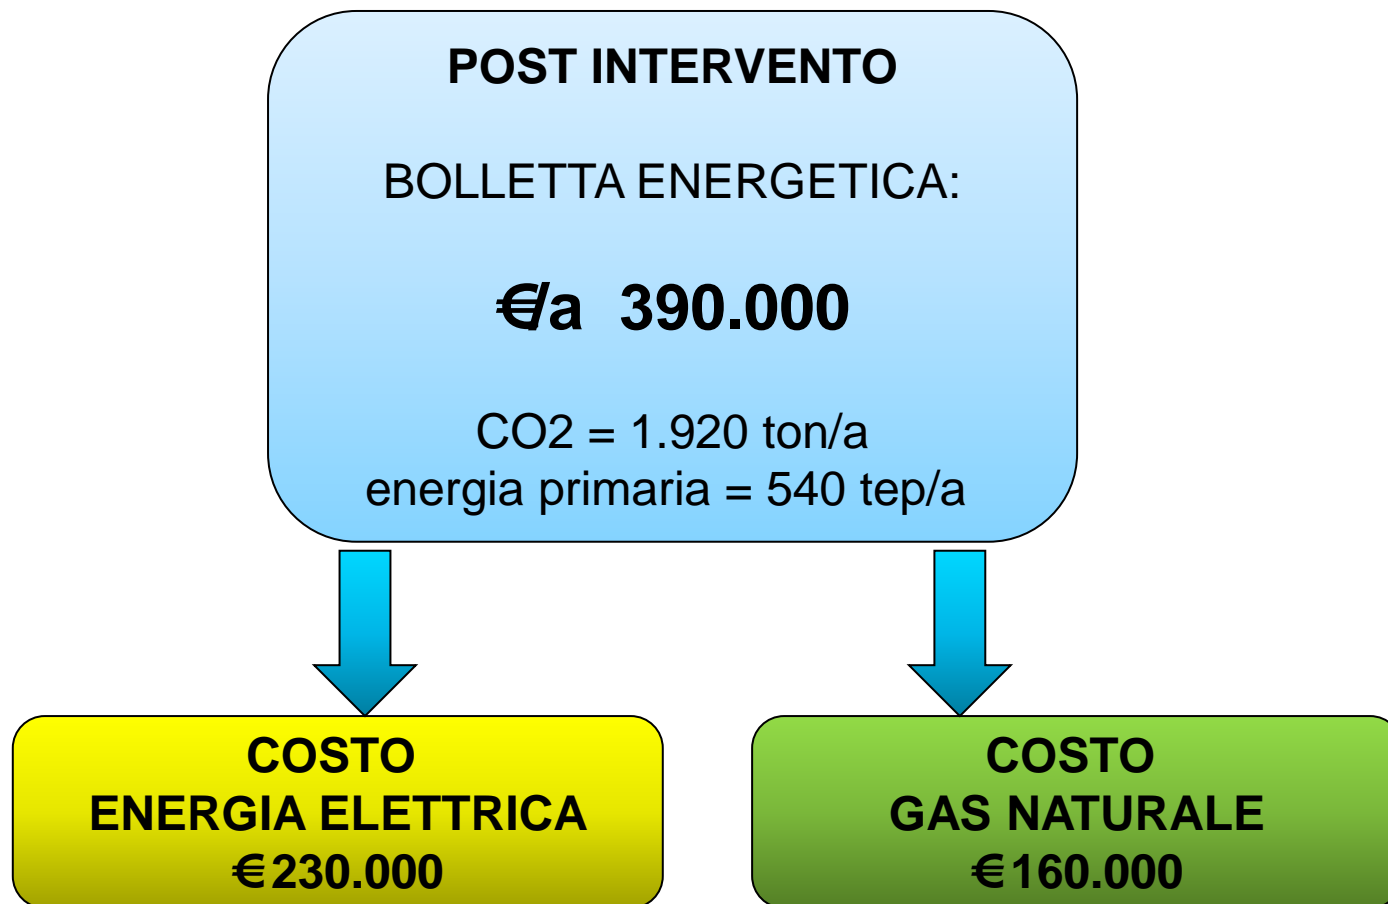 POST INTERVENTO
BOLLETTA ENERGETICA:
€/a 390.000
CO2 = 1.920 ton/a
energia primaria = 540 tep/a
COSTO
ENERGIA ELETTRICA
€ 230.000
COSTO
GAS NATURALE
€ 160.000